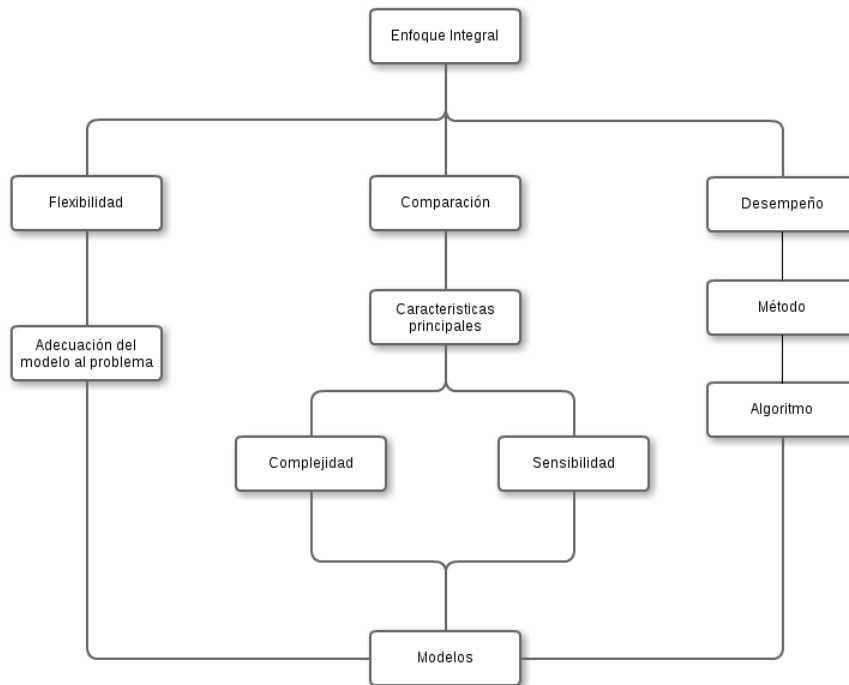 Enfoque Integral
Flexibilidad
Comparación
Desempeño
Caracteristicas
principales
Método
Adecuación del
modelo al problema
Algoritmo
Complejidad
Sensibilidad
Modelos